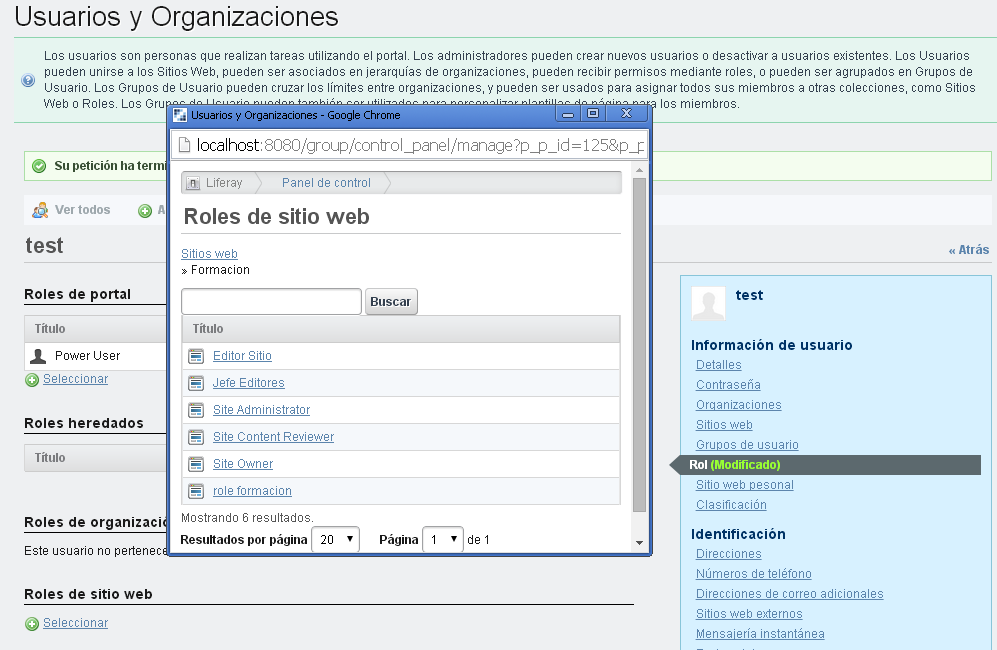 Usuarios y Organizaciones
Los usuarios son personas que realizan tareas utilizando el portal. Los administradores pueden crear nuevos usuarios o desactivar a usuarios existentes. Los Usuarios
pueden unirse a los Sitios Web, pueden ser asociados en jerarquías de organizaciones, pueden recibir permisos mediante roles, o pueden ser agrupados en Grupos de
Usuario. Los Grupos de Usuario pueden cruzar los límites entre organizaciones, y pueden ser usados para asignar todos sus miembros a otras colecciones, como Sitios
Web o Roles. Los Grupos de Usuario pueden también ser utilizados para personalizar plantillas de página para los miembros.
Su petición ha termi
Ver todos
A
test
« Atrás
Roles de portal
Título
Power User
Seleccionar
Roles heredados
Título
Roles de organizació
Este usuario no pertenece
Roles de sitio web
Seleccionar
Usuarios y Organizaciones - Google Chrome
localhost:8080/group/control_panel/manage?p_p_id=125&p_p
Liferay
Panel de control
Roles de sitio web
Sitios web
» Formacion
Buscar
Título
Editor Sitio
Jefe Editores
Site Administrator
Site Content Reviewer
Site Owner
role formacion
Mostrando 6 resultados.
Resultados por página 20 Página 1 de 1
test
Información de usuario
Detalles
Contraseña
Organizaciones
Sitios web
Grupos de usuario
Rol (Modificado)
Sitio web pesonal
Clasificación
Identificación
Direcciones
Números de teléfono
Direcciones de correo adicionales
Sitios web externos
Mensajería instantánea